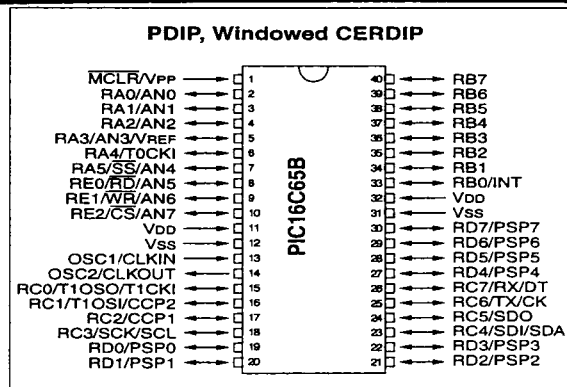 PDIP, Windowed CERDIP
MCLR/VPP 1 40 RB7
RA0/AN0 2 39 RB6
RA1/AN1 3 38 RB5
RA2/AN2 4 37 RB4
RA3/AN3/VREF 5 36 RB3
RA4/T0CKI 6 35 RB2
RA5/SS/AN4 7 34 RB1
RE0/RD/AN5 8 33 RB0/INT
RE1/WR/AN6 9 32 VDD
RE2/CS/AN7 10 31 VSS
VDD 11 30 RD7/PSP7
VSS 12 29 RD6/PSP6
OSC1/CLKIN 13 28 RD5/PSP5
OSC2/CLKOUT 14 27 RD4/PSP4
RC0/T1OSO/T1CKI 15 26 RC7/RX/DT
RC1/T1OSI/CCP2 16 25 RC6/TX/CK
RC2/CCP1 17 24 RC5/SDO
RC3/SCK/SCL 18 23 RC4/SDI/SDA
RD0/PSP0 19 22 RD3/PSP3
RD1/PSP1 20 21 RD2/PSP2
PIC16C65B